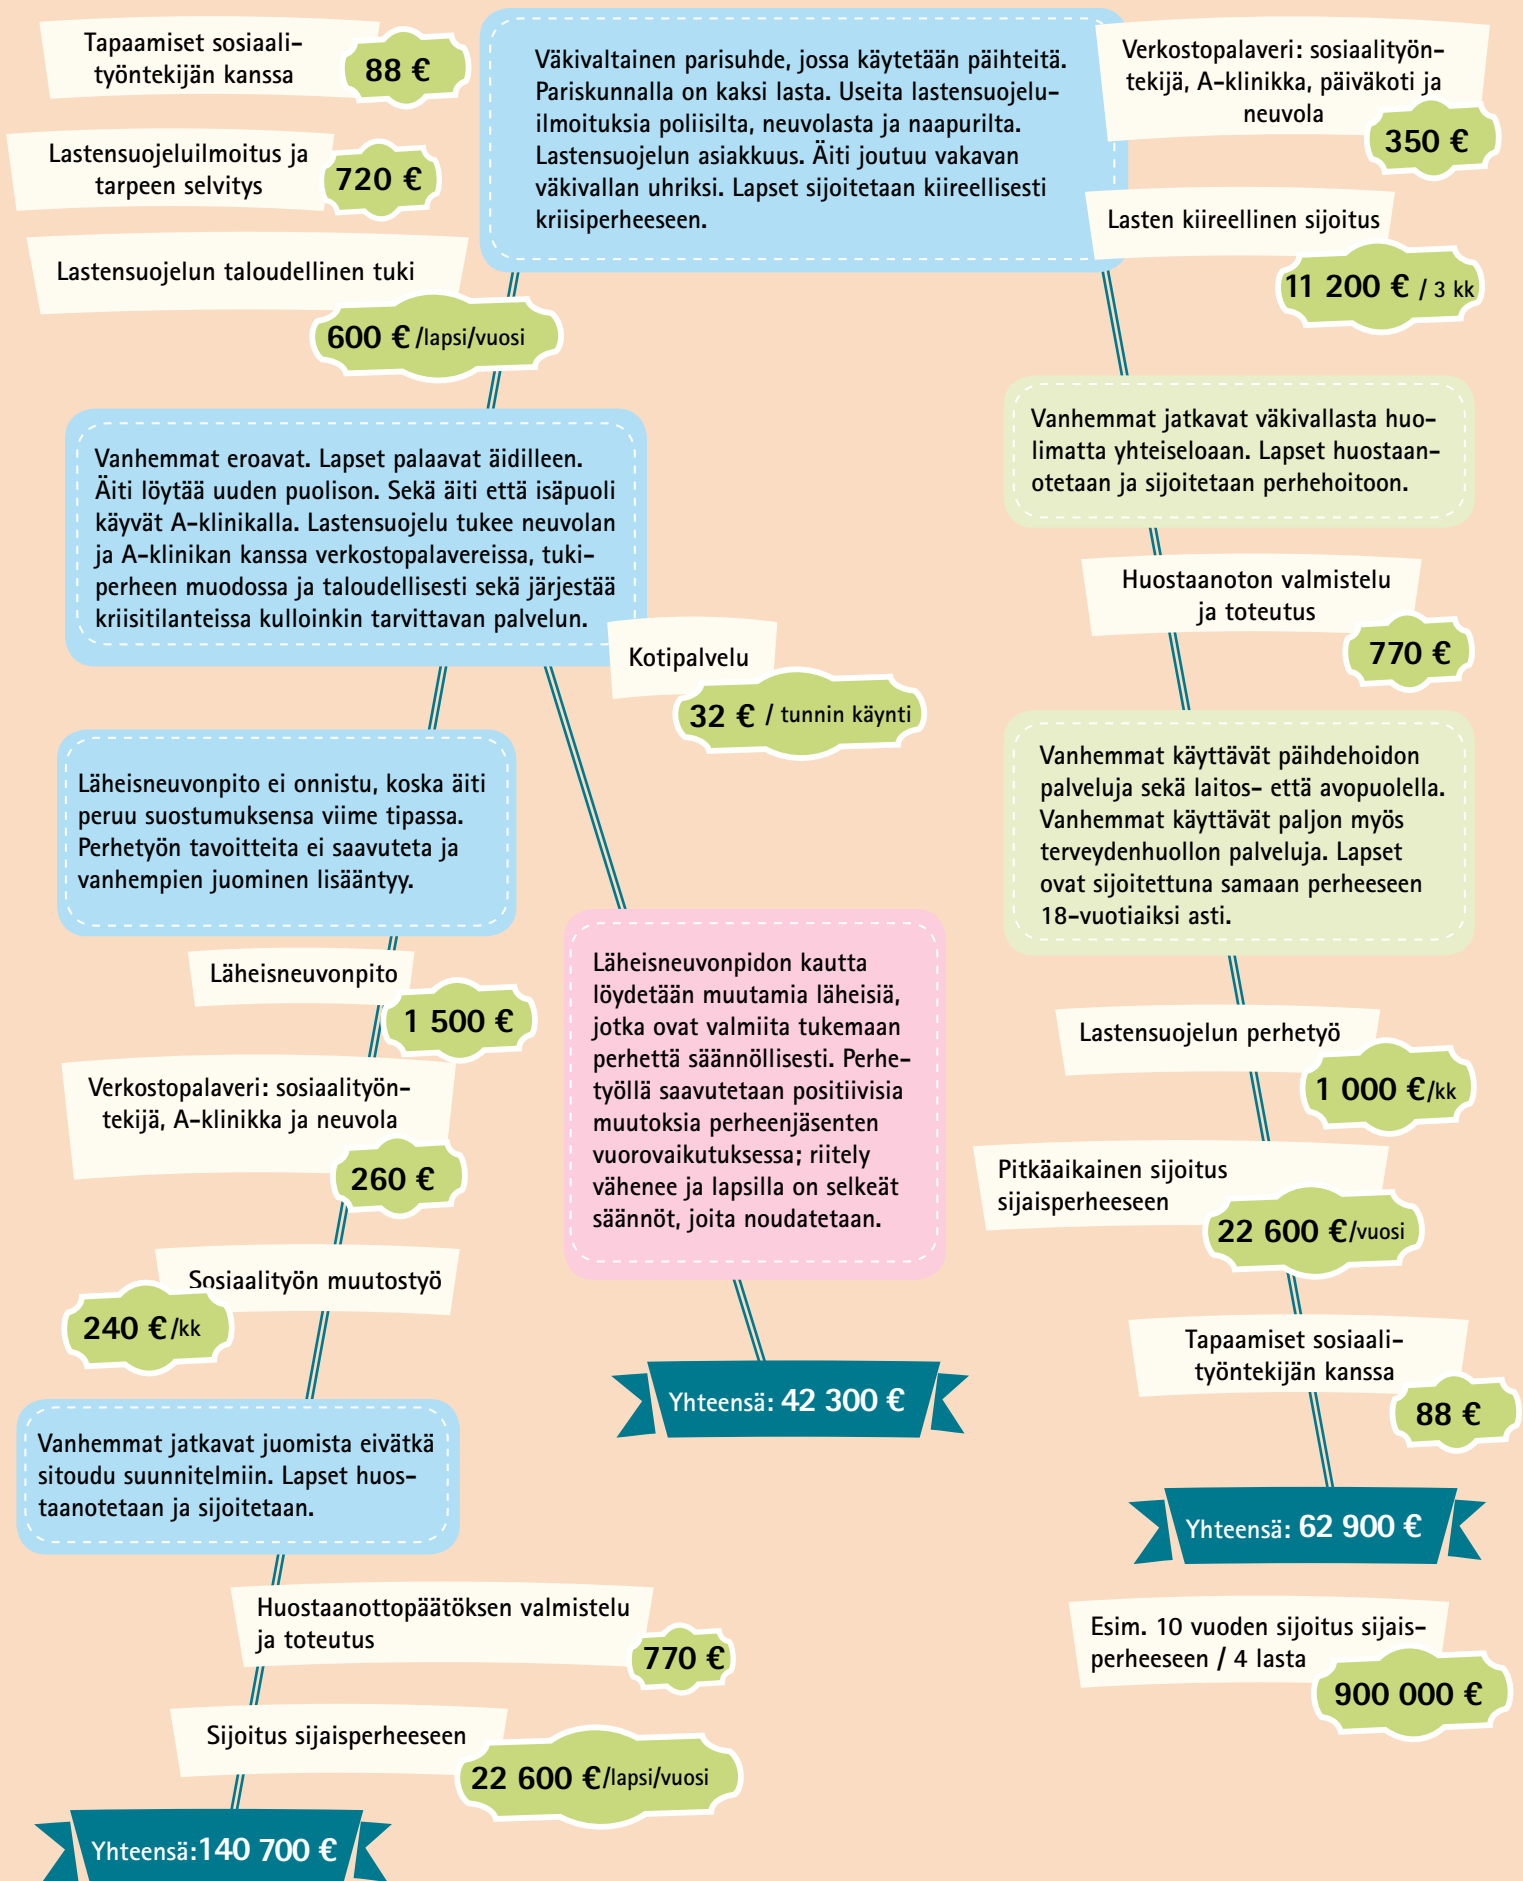 Tapaamiset sosiaali-
työntekijän kanssa
88 €
Lastensuojeluilmoitus ja
tarpeen selvitys
720 €
Lastensuojelun taloudellinen tuki
600 €/lapsi/vuosi
Väkivaltainen parisuhde, jossa käytetään päihteitä.
Pariskunnalla on kaksi lasta. Useita lastensuojelu-
ilmoituksia poliisilta, neuvolasta ja naapurilta.
Lastensuojelun asiakkuus. Äiti joutuu vakavan
väkivallan uhriksi. Lapset sijoitetaan kiireellisesti
kriisiperheeseen.
Verkostopalaveri: sosiaalityön-
tekijä, A-klinikka, päiväkoti ja
neuvola
350 €
Lasten kiireellinen sijoitus
11 200 € / 3 kk
Vanhemmat eroavat. Lapset palaavat äidilleen.
Äiti löytää uuden puolison. Sekä äiti että isäpuoli
käyvät A-klinikalla. Lastensuojelu tukee neuvolan
ja A-klinikan kanssa verkostopalavereissa, tuki-
perheen muodossa ja taloudellisesti sekä järjestää
kriisitilanteissa kulloinkin tarvittavan palvelun.
Kotipalvelu
32 € / tunnin käynti
Läheisneuvonpito ei onnistu, koska äiti
peruu suostumuksensa viime tipassa.
Perhetyön tavoitteita ei saavuteta ja
vanhempien juominen lisääntyy.
Läheisneuvonpito
1 500 €
Verkostopalaveri: sosiaalityön-
tekijä, A-klinikka ja neuvola
260 €
Sosiaalityön muutostyö
240 €/kk
Vanhemmat jatkavat juomista eivätkä
sitoudu suunnitelmiin. Lapset huos-
taanotetaan ja sijoitetaan.
Huostaanottopäätöksen valmistelu
ja toteutus
770 €
Sijoitus sijaisperheeseen
22 600 €/lapsi/vuosi
Yhteensä:140 700 €
Läheisneuvonpidon kautta
löydetään muutamia läheisiä,
jotka ovat valmiita tukemaan
perhettä säännöllisesti. Perhe-
työllä saavutetaan positiivisia
muutoksia perheenjäsenten
vuorovaikutuksessa; riitely
vähenee ja lapsilla on selkeät
säännöt, joita noudatetaan.
Yhteensä: 42 300 €
Vanhemmat jatkavat väkivallasta huo-
limatta yhteiseloaan. Lapset huostaan-
otetaan ja sijoitetaan perhehoitoon.
Huostaanoton valmistelu
ja toteutus
770 €
Vanhemmat käyttävät päihdehoidon
palveluja sekä laitos- että avopuolella.
Vanhemmat käyttävät paljon myös
terveydenhuollon palveluja. Lapset
ovat sijoitettuna samaan perheeseen
18-vuotiaiksi asti.
Lastensuojelun perhetyö
1 000 €/kk
Pitkäaikainen sijoitus
sijaisperheeseen
22 600 €/vuosi
Tapaamiset sosiaali-
työntekijän kanssa
88 €
Yhteensä: 62 900 €
Esim. 10 vuoden sijoitus sijais-
perheeseen / 4 lasta
900 000 €